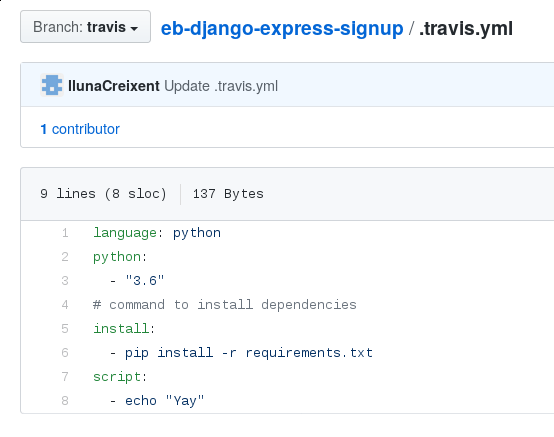 Branch: travis
eb-django-express-signup / .travis.yml
llunaCreixent Update .travis.yml
1 contributor
9 lines (8 sloc) 137 Bytes
1 language: python
2 python:
3 - "3.6"
4 # command to install dependencies
5 install:
6 - pip install -r requirements.txt
7 script:
8 - echo "Yay"